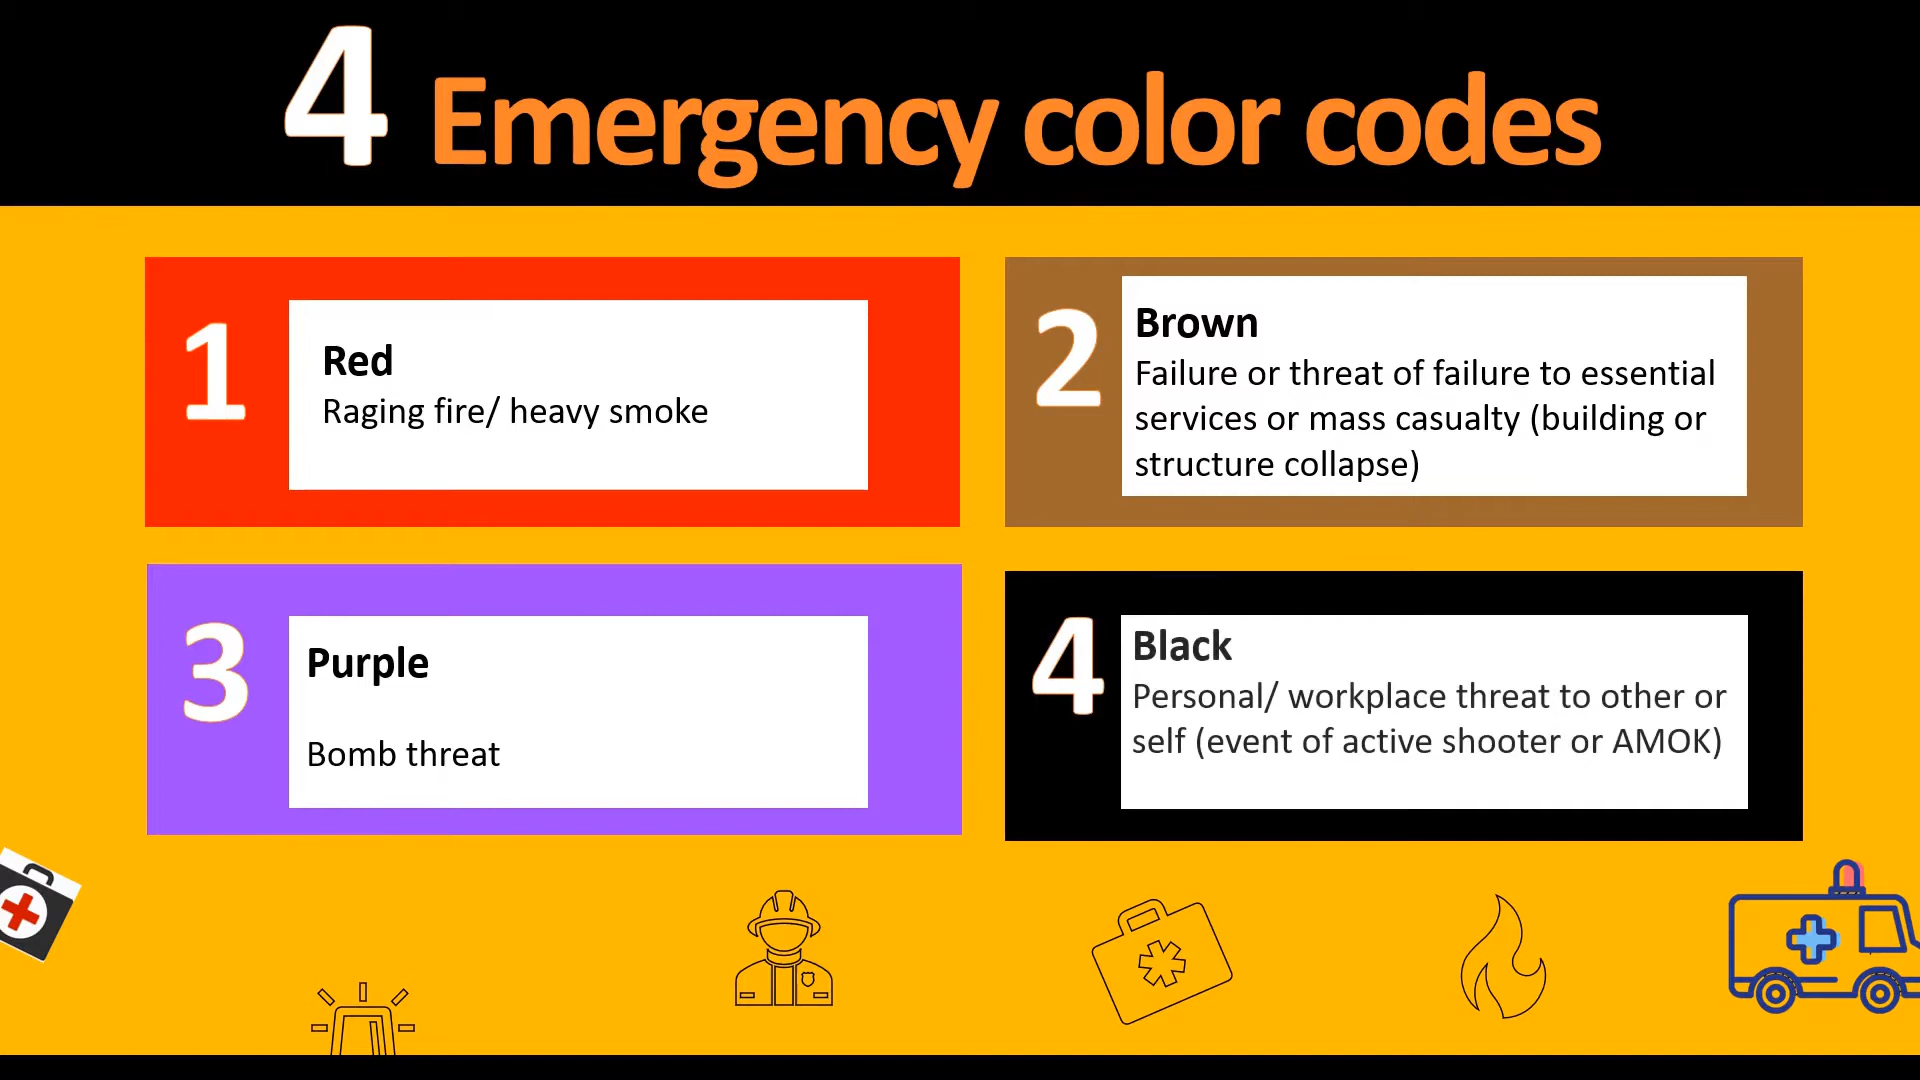 4 Emergency color codes
1
Red
Raging fire/ heavy smoke
2
Brown
Failure or threat of failure to essential
services or mass casualty (building or
structure collapse)
3
Purple
Bomb threat
4
Black
Personal/ workplace threat to other or
self (event of active shooter or AMOK)